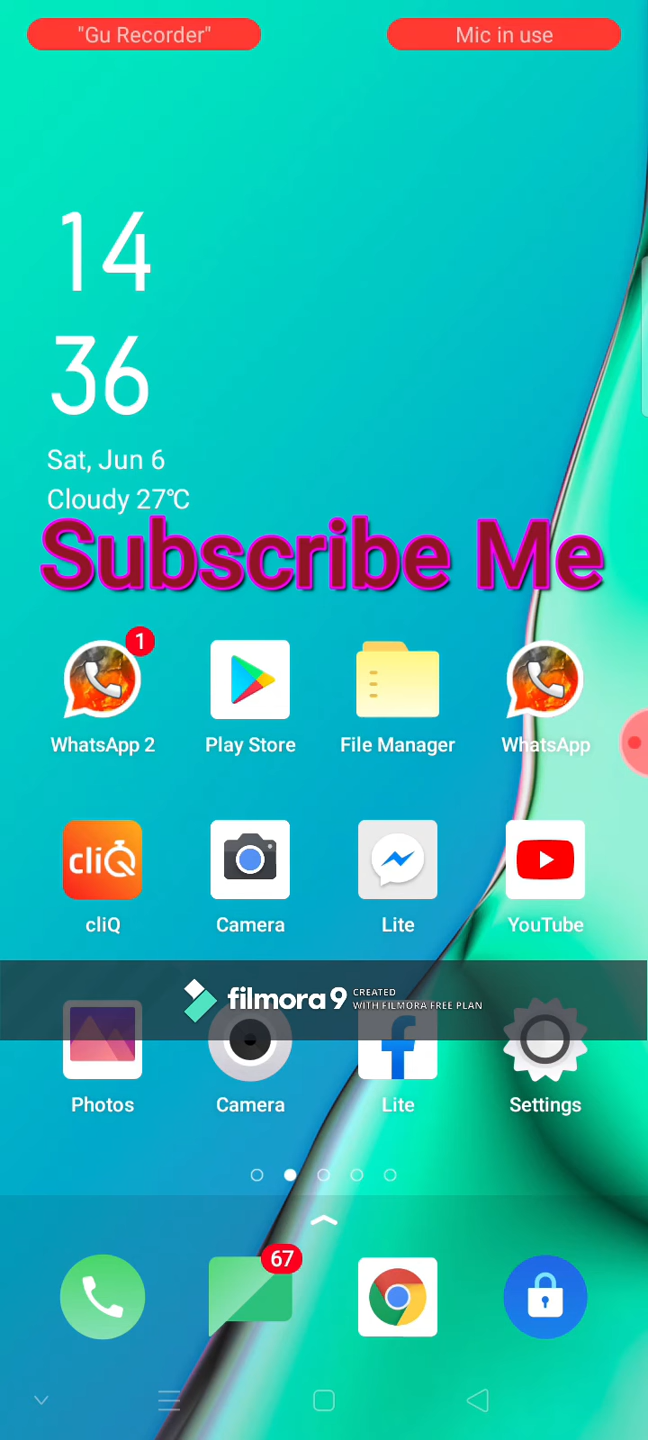 "Gu Recorder" Mic in use
14
36
Sat, Jun 6
Cloudy 27℃
Subscribe Me
1
WhatsApp 2 Play Store File Manager WhatsApp
cliQ
cliQ Camera Lite YouTube
filmora9 CREATED
WITH FILMORA FREE PLAN
Photos Camera Lite Settings
67